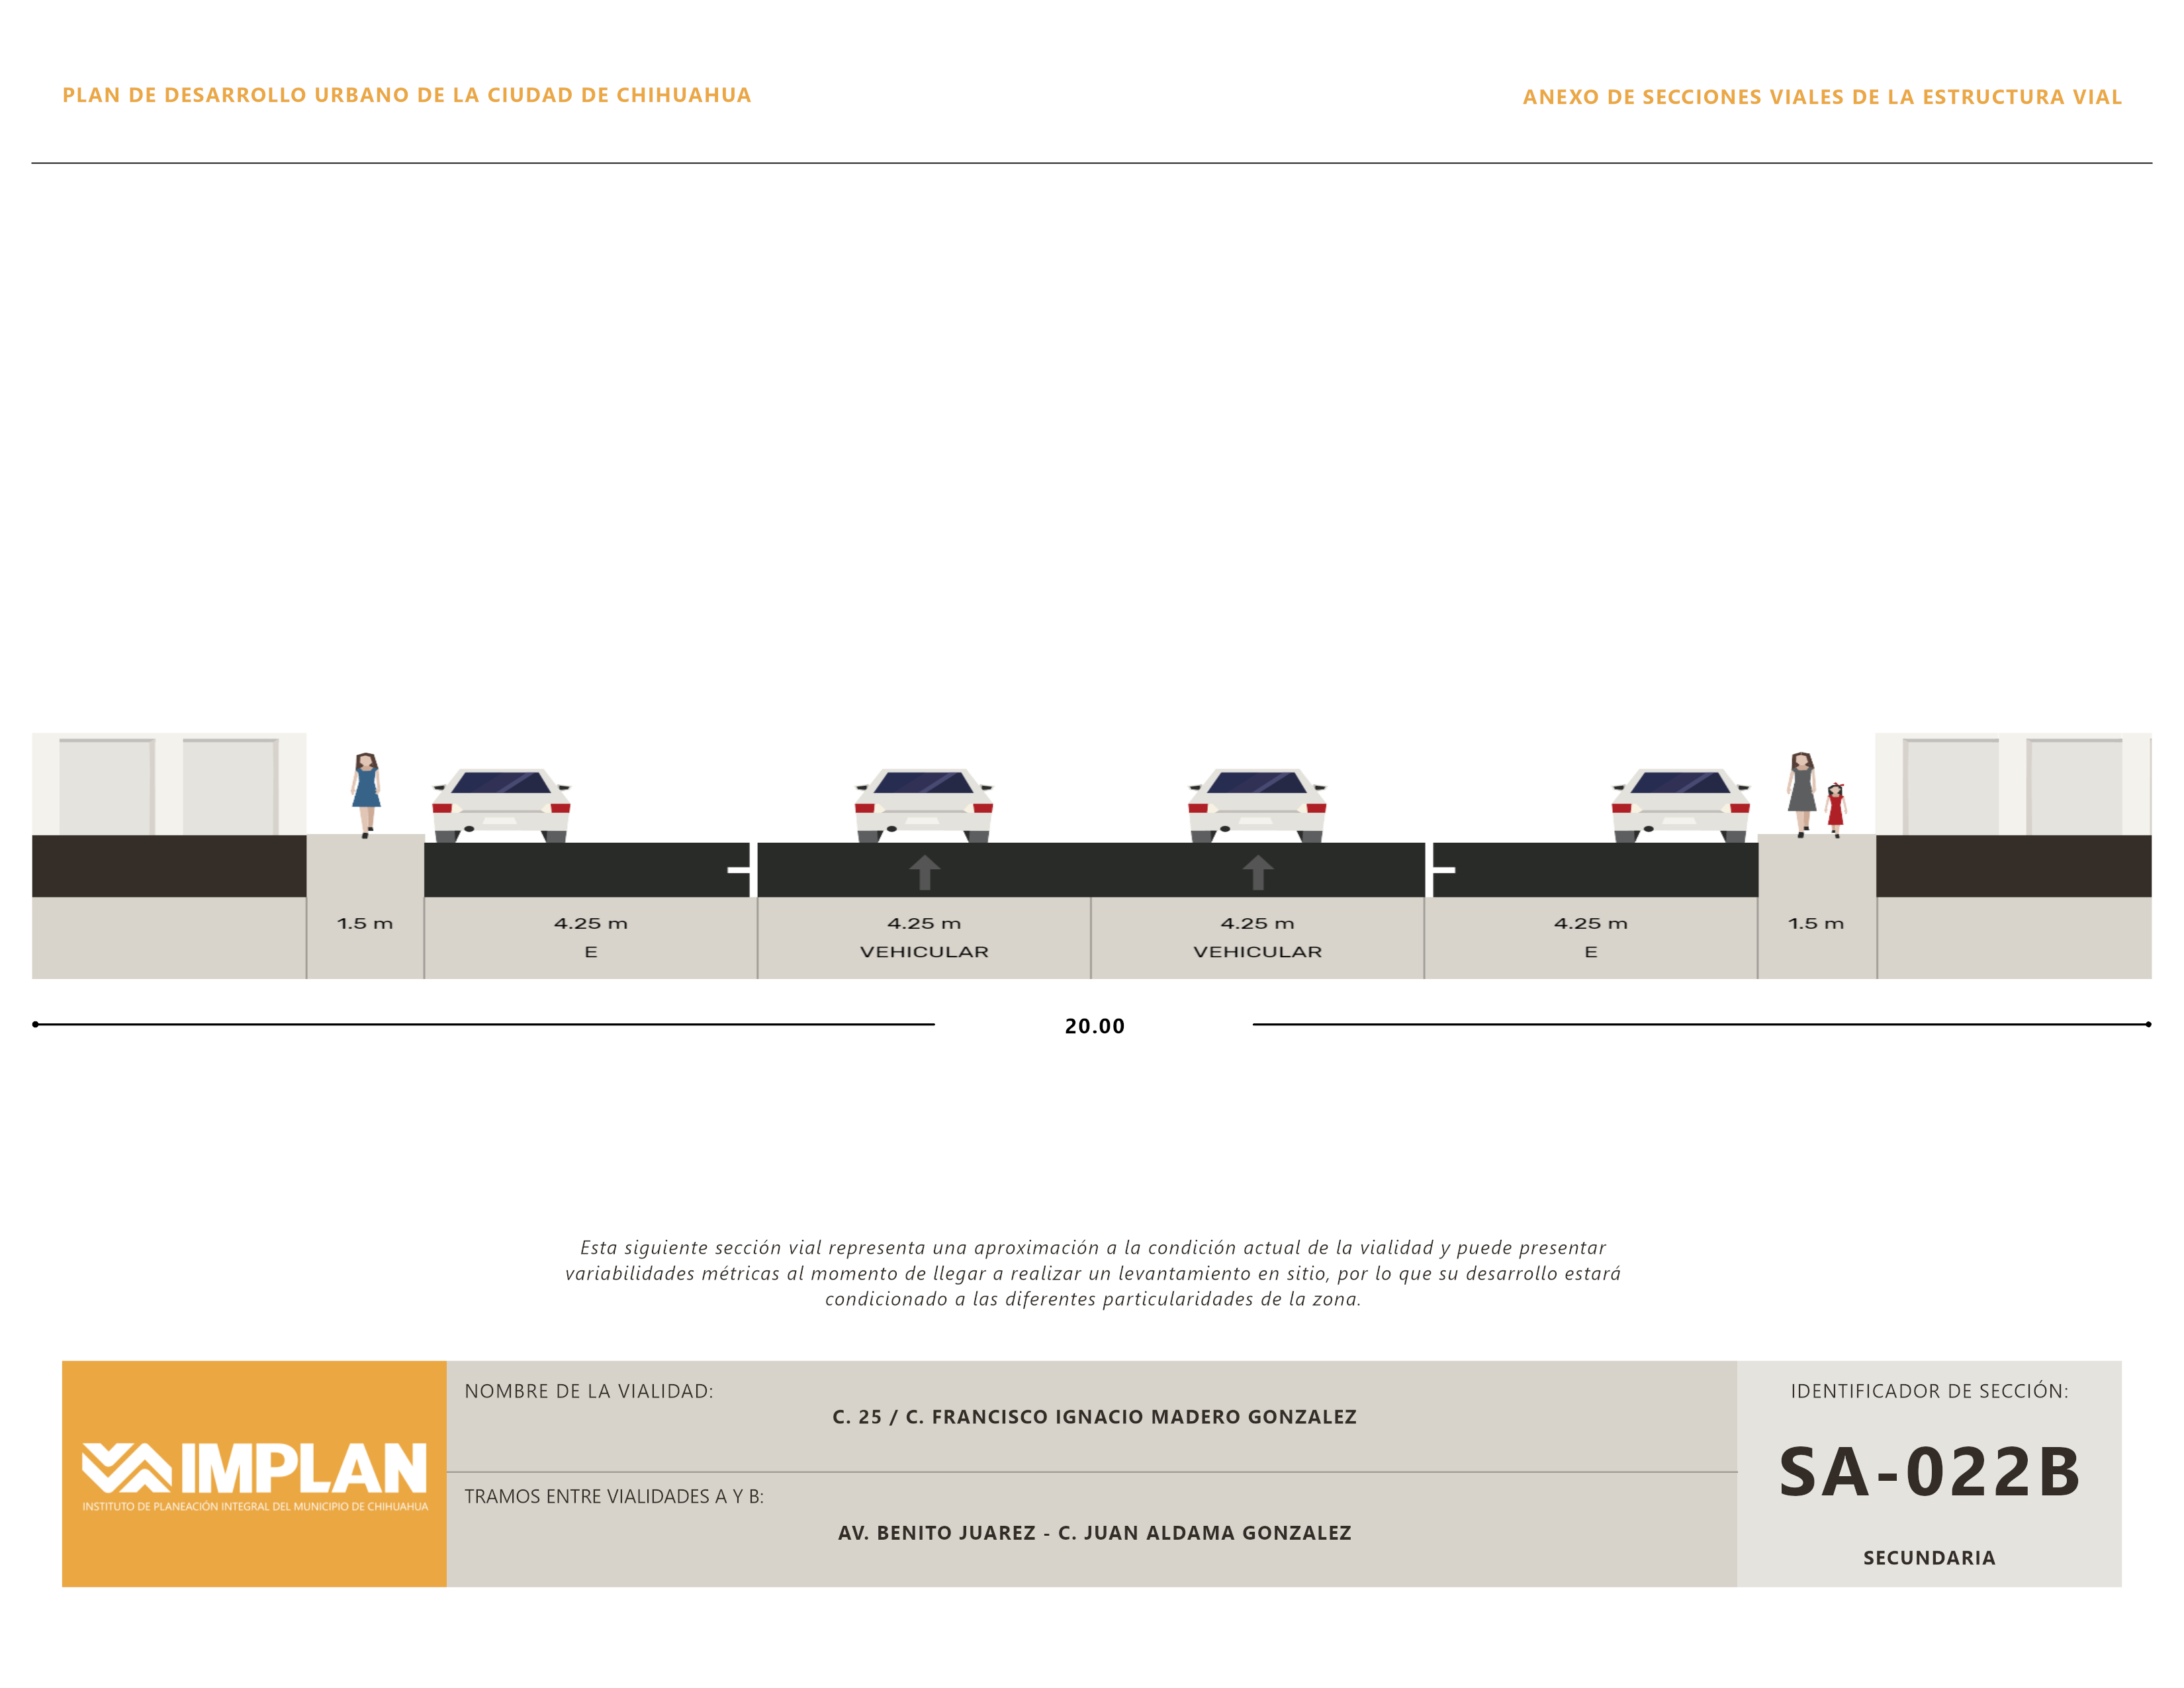 PLAN DE DESARROLLO URBANO DE LA CIUDAD DE CHIHUAHUA
ANEXO DE SECCIONES VIALES DE LA ESTRUCTURA VIAL
1.5 m
4.25 m
E
4.25 m
VEHICULAR
4.25 m
VEHICULAR
4.25 m
E
1.5 m
20.00
Esta siguiente sección vial representa una aproximación a la condición actual de la vialidad y puede presentar
variabilidades métricas al momento de llegar a realizar un levantamiento en sitio, por lo que su desarrollo estará
condicionado a las diferentes particularidades de la zona.
IMPLAN
INSTITUTO DE PLANEACIÓN INTEGRAL DEL MUNICIPIO DE CHIHUAHUA
NOMBRE DE LA VIALIDAD:
C. 25 / C. FRANCISCO IGNACIO MADERO GONZALEZ
TRAMOS ENTRE VIALIDADES A Y B:
AV. BENITO JUAREZ - C. JUAN ALDAMA GONZALEZ
IDENTIFICADOR DE SECCIÓN:
SA-022B
SECUNDARIA